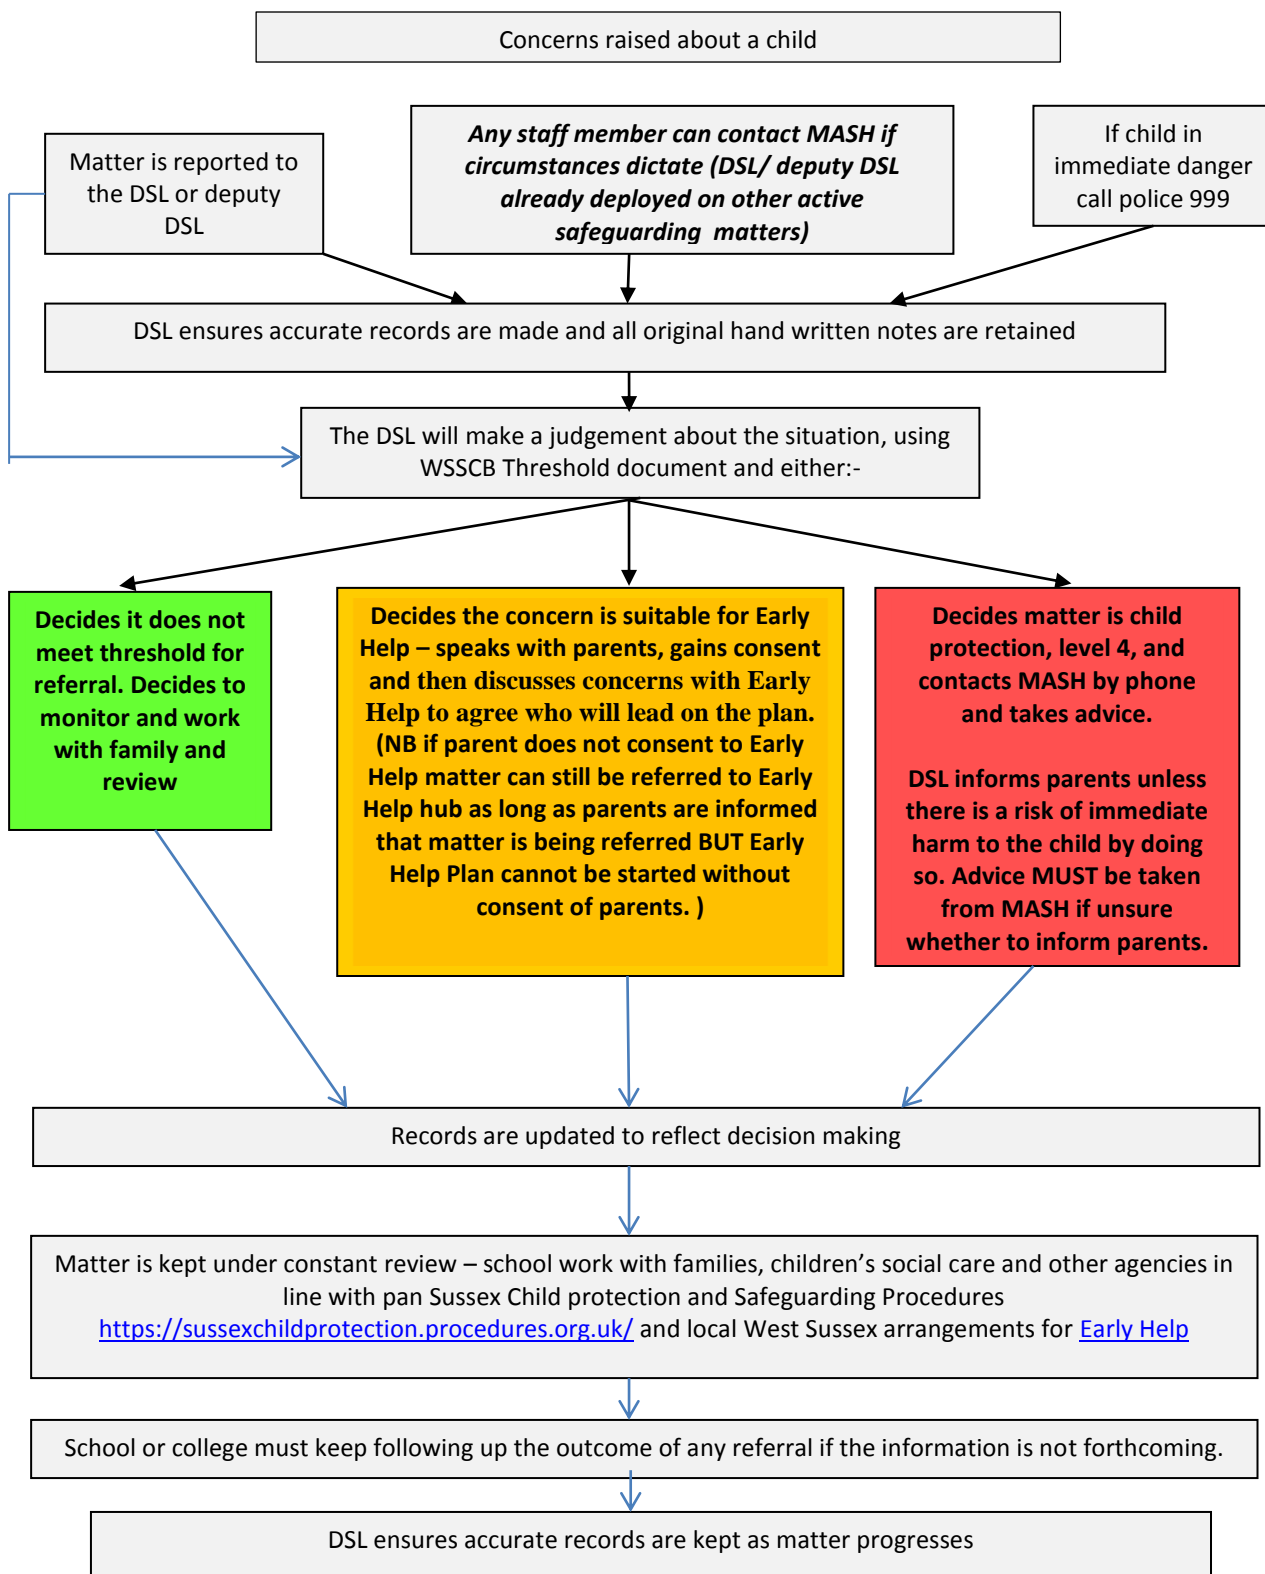 Concerns raised about a child
Matter is reported to
the DSL or deputy
DSL
Any staff member can contact MASH if
circumstances dictate (DSL/ deputy DSL
already deployed on other active
safeguarding matters)
If child in
immediate danger
call police 999
DSL ensures accurate records are made and all original hand written notes are retained
The DSL will make a judgement about the situation, using
WSSCB Threshold document and either:-
Decides it does not
meet threshold for
referral. Decides to
monitor and work
with family and
review
Decides the concern is suitable for Early
Help – speaks with parents, gains consent
and then discusses concerns with Early
Help to agree who will lead on the plan.
(NB if parent does not consent to Early
Help matter can still be referred to Early
Help hub as long as parents are informed
that matter is being referred BUT Early
Help Plan cannot be started without
consent of parents. )
Decides matter is child
protection, level 4, and
contacts MASH by phone
and takes advice.
DSL informs parents unless
there is a risk of immediate
harm to the child by doing
so. Advice MUST be taken
from MASH if unsure
whether to inform parents.
Records are updated to reflect decision making
Matter is kept under constant review – school work with families, children’s social care and other agencies in
line with pan Sussex Child protection and Safeguarding Procedures
https://sussexchildprotection.procedures.org.uk/ and local West Sussex arrangements for Early Help
School or college must keep following up the outcome of any referral if the information is not forthcoming.
DSL ensures accurate records are kept as matter progresses